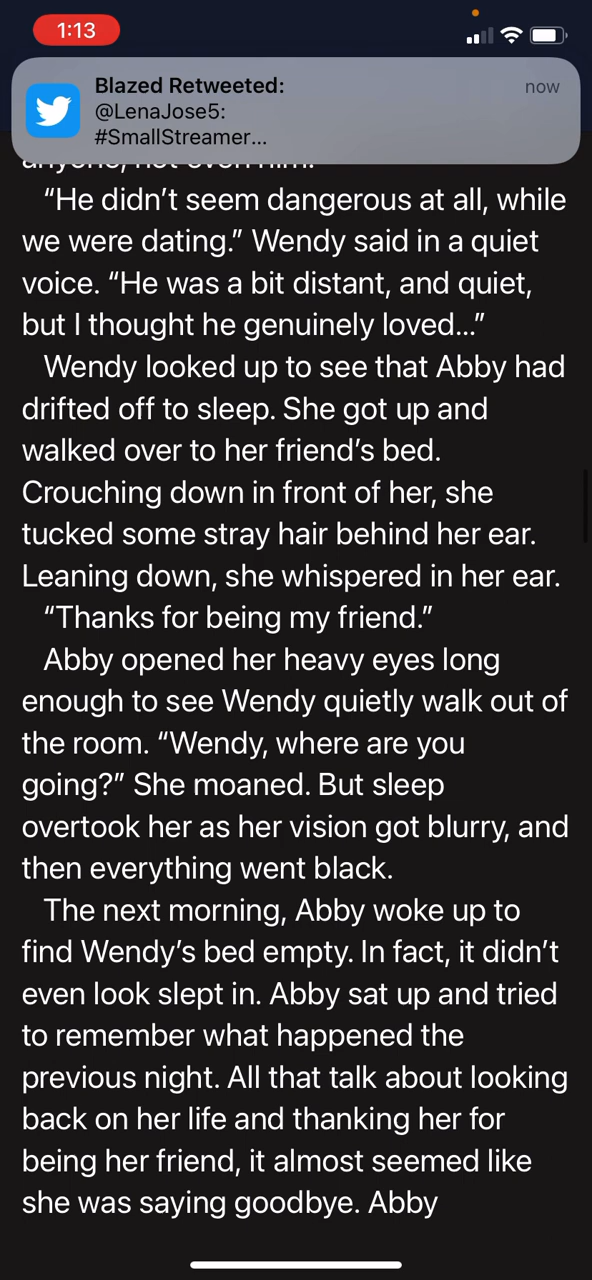 1:13
Blazed Retweeted:
now
@LenaJose5:
#SmallStreamer...
“He didn’t seem dangerous at all, while
we were dating.” Wendy said in a quiet
voice. “He was a bit distant, and quiet,
but I thought he genuinely loved...”
Wendy looked up to see that Abby had
drifted off to sleep. She got up and
walked over to her friend’s bed.
Crouching down in front of her, she
tucked some stray hair behind her ear.
Leaning down, she whispered in her ear.
“Thanks for being my friend.”
Abby opened her heavy eyes long
enough to see Wendy quietly walk out of
the room. “Wendy, where are you
going?” She moaned. But sleep
overtook her as her vision got blurry, and
then everything went black.
The next morning, Abby woke up to
find Wendy’s bed empty. In fact, it didn’t
even look slept in. Abby sat up and tried
to remember what happened the
previous night. All that talk about looking
back on her life and thanking her for
being her friend, it almost seemed like
she was saying goodbye. Abby